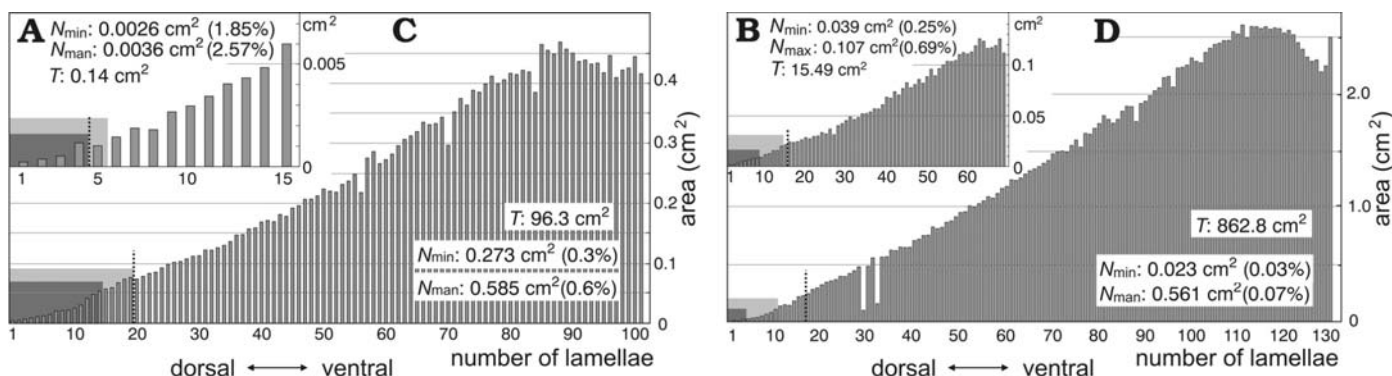 A
Nmin: 0.0026 cm² (1.85%)
Nman: 0.0036 cm² (2.57%)
T: 0.14 cm²
cm²
0.005
0
1 5 10 15
C
0.4
0.3
0.2
0.1
0
area (cm²)
T: 96.3 cm²
Nmin: 0.273 cm² (0.3%)
Nman: 0.585 cm²(0.6%)
1 10 20 30 40 50 60 70 80 90 100
dorsal ⟷ ventral
number of lamellae
B
Nmin: 0.039 cm² (0.25%)
Nmax: 0.107 cm²(0.69%)
T: 15.49 cm²
cm²
0.1
0.05
0
1 10 20 30 40 50 60
D
2.0
1.0
0
area (cm²)
T: 862.8 cm²
Nmin: 0.023 cm² (0.03%)
Nman: 0.561 cm²(0.07%)
1 10 20 30 40 50 60 70 80 90 100 110 120 130
dorsal ⟷ ventral
number of lamellae